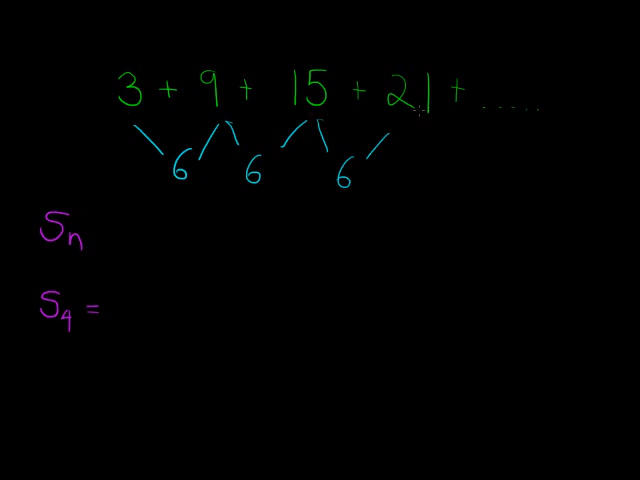 3 + 9 + 15 + 21 + .....
6 6 6
Sn
S4 =